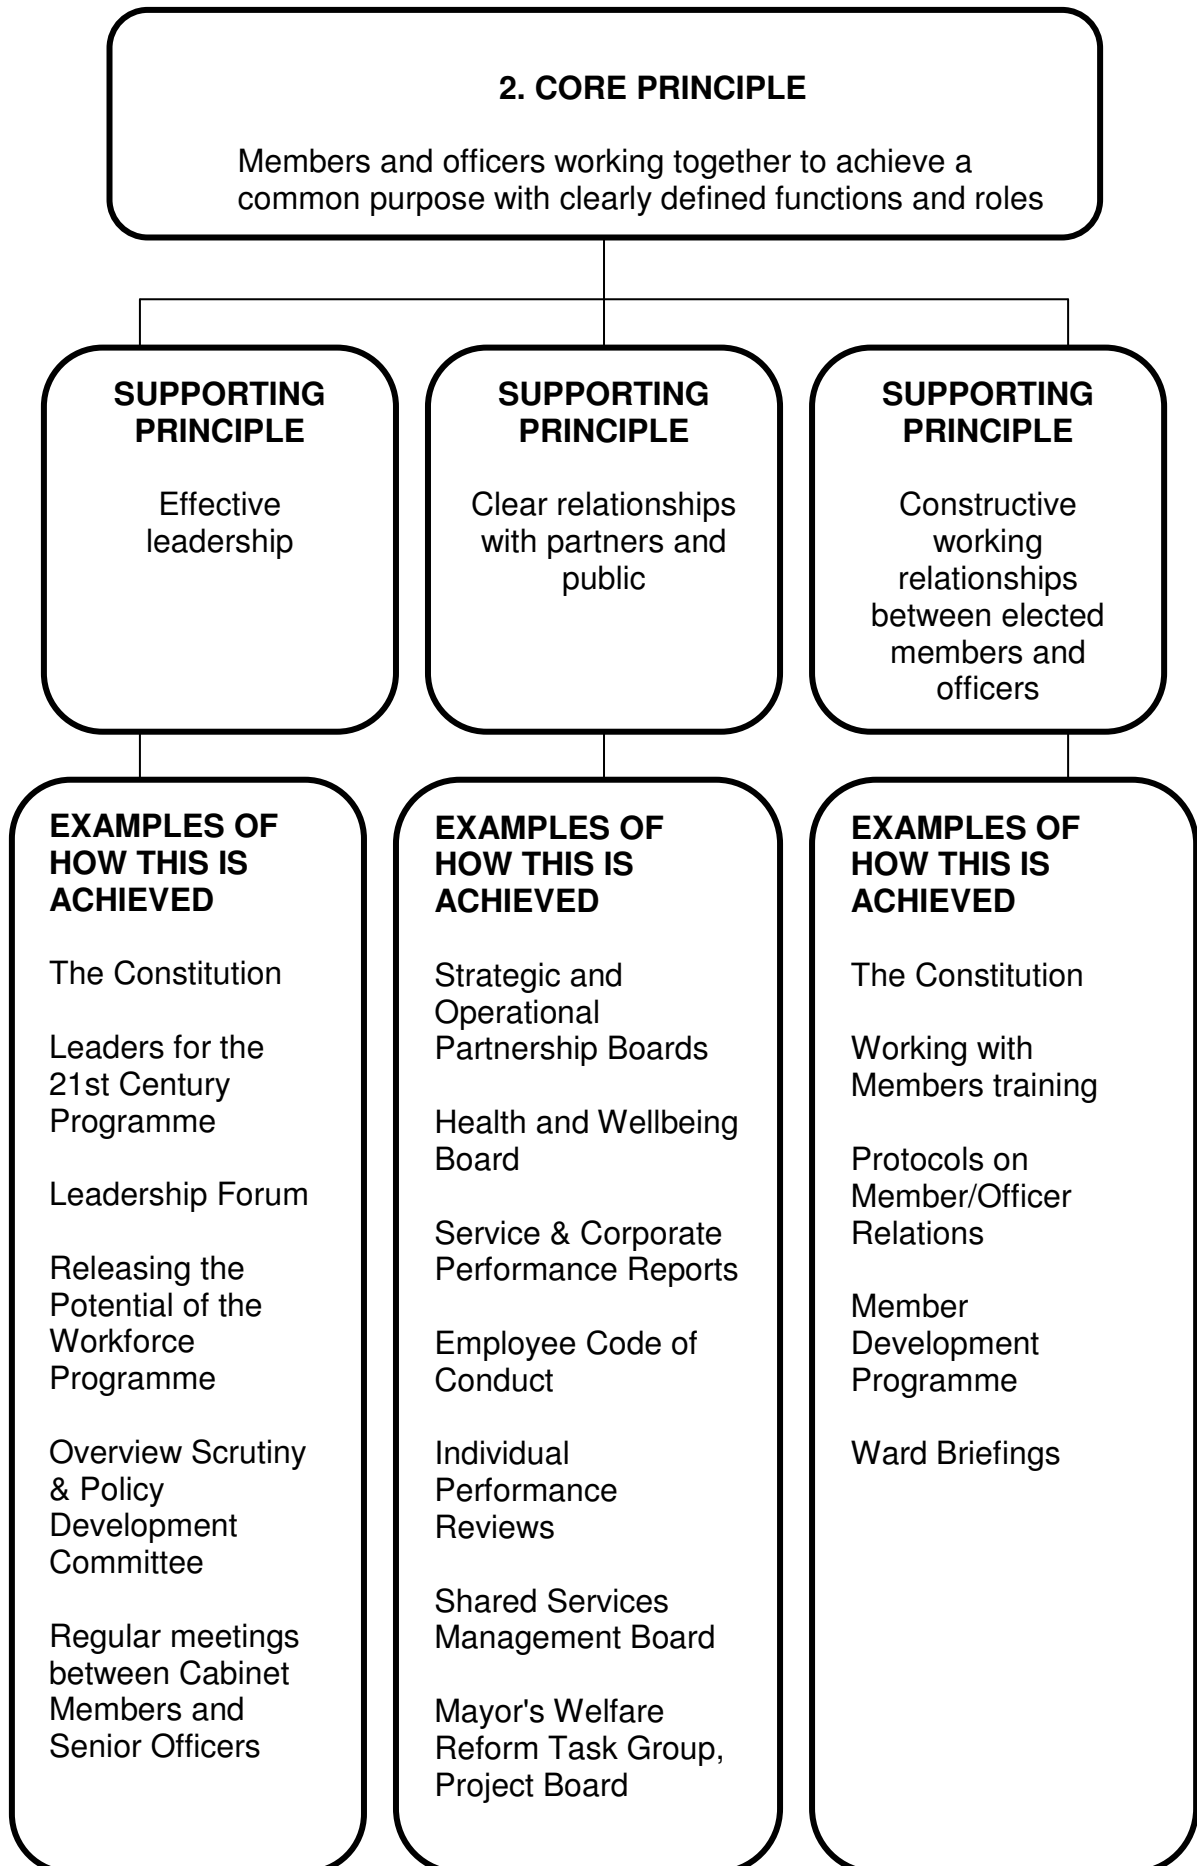 2. CORE PRINCIPLE
Members and officers working together to achieve a
common purpose with clearly defined functions and roles
SUPPORTING
PRINCIPLE
Effective
leadership
SUPPORTING
PRINCIPLE
Clear relationships
with partners and
public
SUPPORTING
PRINCIPLE
Constructive
working
relationships
between elected
members and
officers
EXAMPLES OF
HOW THIS IS
ACHIEVED
The Constitution
Leaders for the
21st Century
Programme
Leadership Forum
Releasing the
Potential of the
Workforce
Programme
Overview Scrutiny
& Policy
Development
Committee
Regular meetings
between Cabinet
Members and
Senior Officers
EXAMPLES OF
HOW THIS IS
ACHIEVED
Strategic and
Operational
Partnership Boards
Health and Wellbeing
Board
Service & Corporate
Performance Reports
Employee Code of
Conduct
Individual
Performance
Reviews
Shared Services
Management Board
Mayor's Welfare
Reform Task Group,
Project Board
EXAMPLES OF
HOW THIS IS
ACHIEVED
The Constitution
Working with
Members training
Protocols on
Member/Officer
Relations
Member
Development
Programme
Ward Briefings